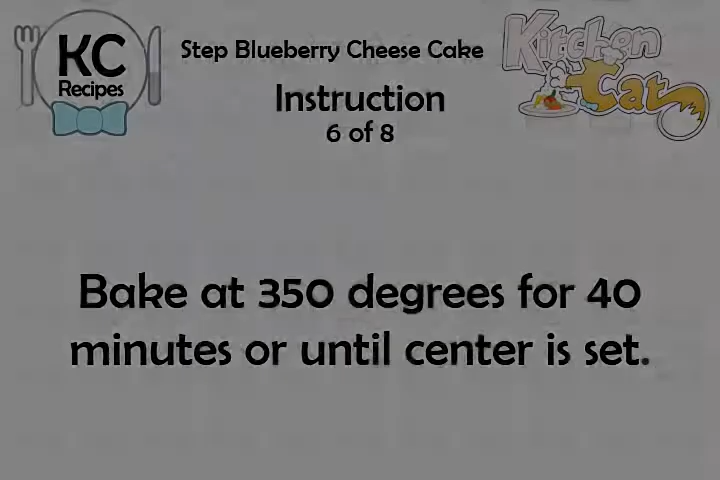 KC
Recipes
Step Blueberry Cheese Cake
Instruction
6 of 8
Kitchen
Cat
Bake at 350 degrees for 40
minutes or until center is set.